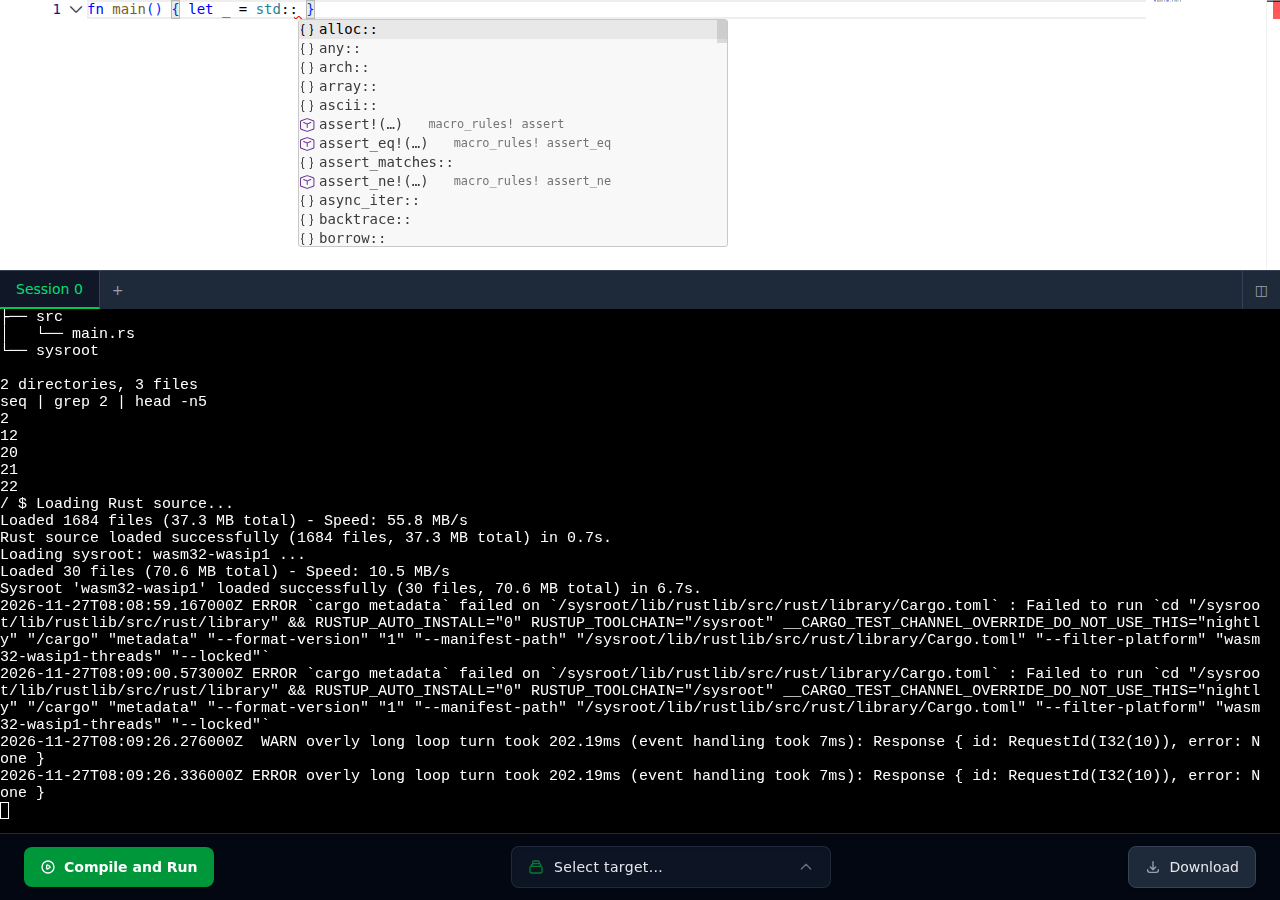 1 fn main() { let _ = std:: }
{} alloc::
{} any::
{} arch::
{} array::
{} ascii::
assert!(…) macro_rules! assert
assert_eq!(…) macro_rules! assert_eq
{} assert_matches::
assert_ne!(…) macro_rules! assert_ne
{} async_iter::
{} backtrace::
{} borrow::
Session 0 +
├── src
│   └── main.rs
└── sysroot
2 directories, 3 files
seq | grep 2 | head -n5
2
12
20
21
22
/ $ Loading Rust source...
Loaded 1684 files (37.3 MB total) - Speed: 55.8 MB/s
Rust source loaded successfully (1684 files, 37.3 MB total) in 0.7s.
Loading sysroot: wasm32-wasip1 ...
Loaded 30 files (70.6 MB total) - Speed: 10.5 MB/s
Sysroot 'wasm32-wasip1' loaded successfully (30 files, 70.6 MB total) in 6.7s.
2026-11-27T08:08:59.167000Z ERROR `cargo metadata` failed on `/sysroot/lib/rustlib/src/rust/library/Cargo.toml` : Failed to run `cd "/sysroo
t/lib/rustlib/src/rust/library" && RUSTUP_AUTO_INSTALL="0" RUSTUP_TOOLCHAIN="/sysroot" __CARGO_TEST_CHANNEL_OVERRIDE_DO_NOT_USE_THIS="nightl
y" "/cargo" "metadata" "--format-version" "1" "--manifest-path" "/sysroot/lib/rustlib/src/rust/library/Cargo.toml" "--filter-platform" "wasm
32-wasip1-threads" "--locked"`
2026-11-27T08:09:00.573000Z ERROR `cargo metadata` failed on `/sysroot/lib/rustlib/src/rust/library/Cargo.toml` : Failed to run `cd "/sysroo
t/lib/rustlib/src/rust/library" && RUSTUP_AUTO_INSTALL="0" RUSTUP_TOOLCHAIN="/sysroot" __CARGO_TEST_CHANNEL_OVERRIDE_DO_NOT_USE_THIS="nightl
y" "/cargo" "metadata" "--format-version" "1" "--manifest-path" "/sysroot/lib/rustlib/src/rust/library/Cargo.toml" "--filter-platform" "wasm
32-wasip1-threads" "--locked"`
2026-11-27T08:09:26.276000Z  WARN overly long loop turn took 202.19ms (event handling took 7ms): Response { id: RequestId(I32(10)), error: N
one }
2026-11-27T08:09:26.336000Z ERROR overly long loop turn took 202.19ms (event handling took 7ms): Response { id: RequestId(I32(10)), error: N
one }
Compile and Run
Select target...
Download